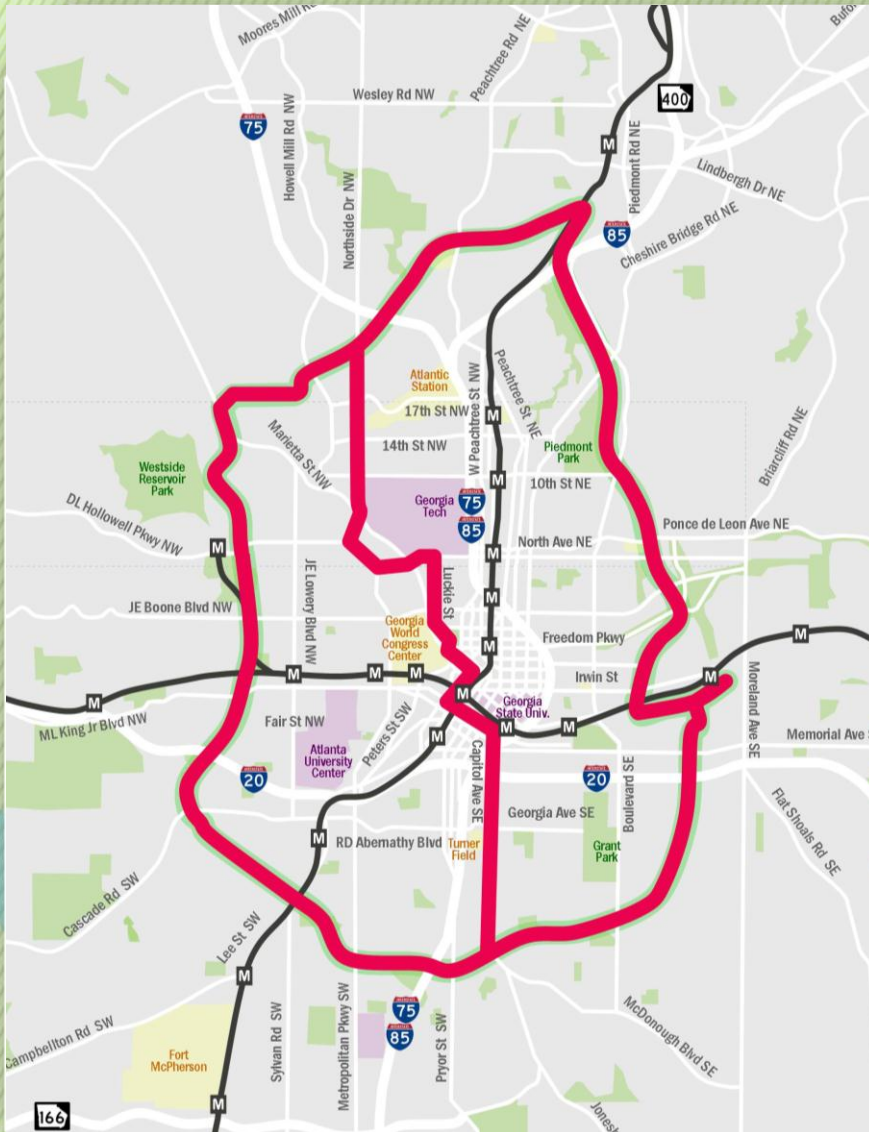 Moores Mill Rd
Peachtree Rd NE
Wesley Rd NW
400
75
Howell Mill Rd NW
Northside Dr NW
M
Piedmont Rd NE
Lindbergh Dr NE
85
Cheshire Bridge Rd NE
Atlantic
Station
17th St NW
M
W Peachtree St NW
Peachtree St NE
14th St NW
Piedmont
Park
Briarcliff Rd NE
Marietta St NW
Westside
Reservoir
Park
M
10th St NE
Georgia
Tech
75
85
DL Hollowell Pkwy NW
Ponce de Leon Ave NE
M
North Ave NE
M
JE Lowery Blvd NW
Luckie St
JE Boone Blvd NW
M
Georgia
World
Congress
Center
Freedom Pkwy
M
M
M
M
M
M
Irwin St
M
Moreland Ave SE
M
ML King Jr Blvd NW
M
Georgia
State Univ.
Fair St NW
Peters St SW
M
M
M
Memorial Ave S
Atlanta
University
Center
20
Capitol Ave SE
20
Boulevard SE
Georgia Ave SE
Flat Shoals Rd SE
M
RD Abernathy Blvd
Turner
Field
Grant
Park
Cascade Rd SW
Lee St SW
M
75
85
Campbellton Rd SW
Sylvan Rd SW
Metropolitan Pkwy SW
Pryor St SW
McDonough Blvd SE
Fort
McPherson
M
166